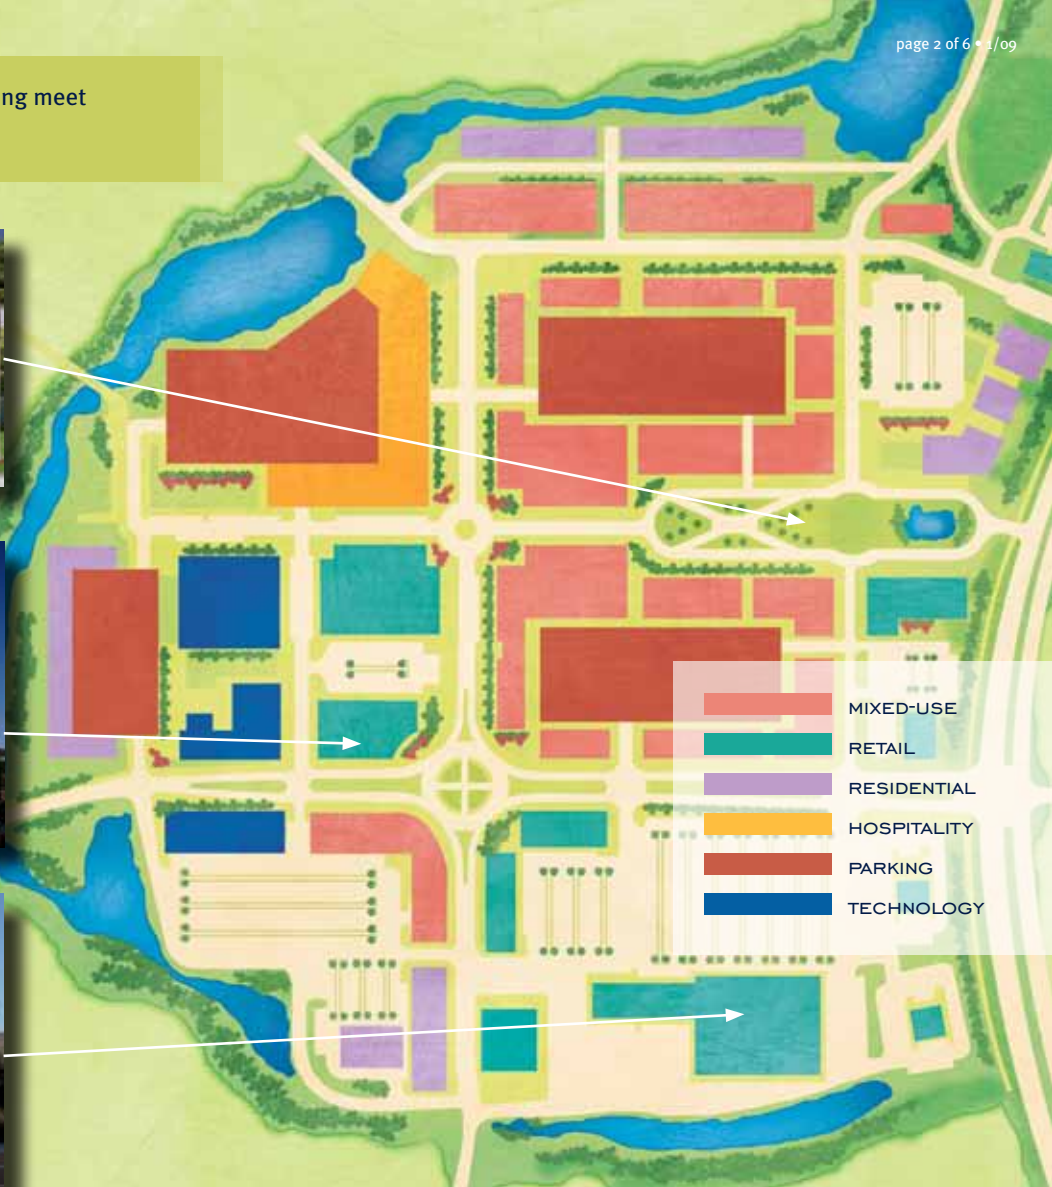 page 2 of 6 • 1/09
ng meet
MIXED-USE
RETAIL
RESIDENTIAL
HOSPITALITY
PARKING
TECHNOLOGY